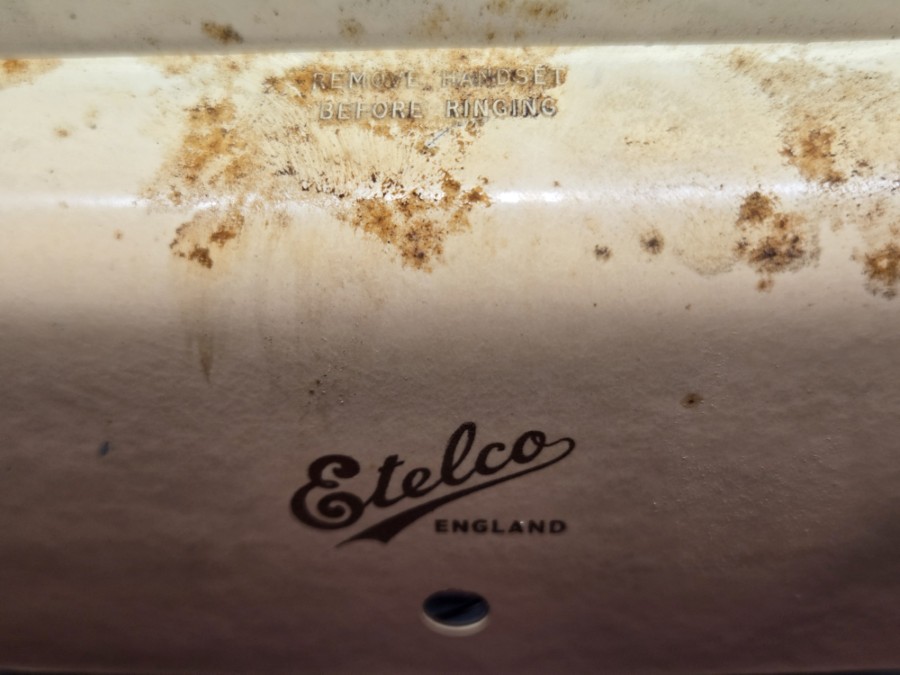 REMOVE HANDSET
BEFORE RINGING
Etelco
ENGLAND